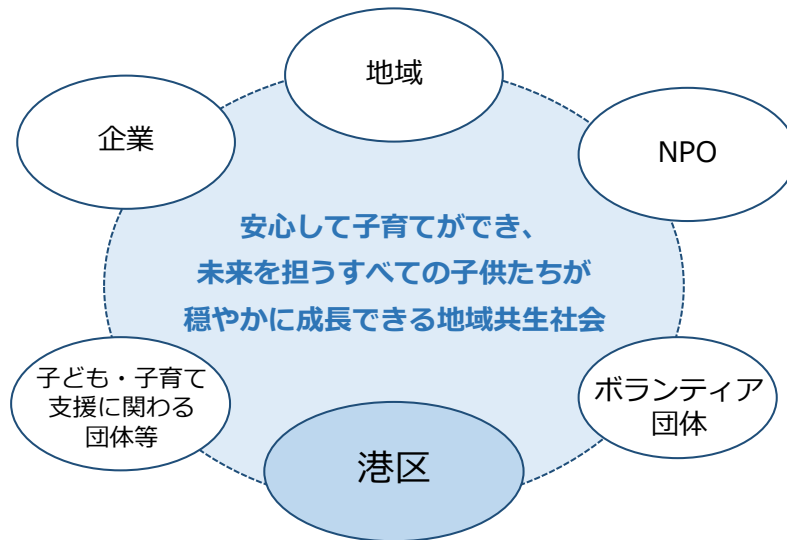 地域
企業
NPO
安心して子育てができ、
未来を担うすべての子供たちが
穏やかに成長できる地域共生社会
子ども・子育て
支援に関わる
団体等
ボランティア
団体
港区